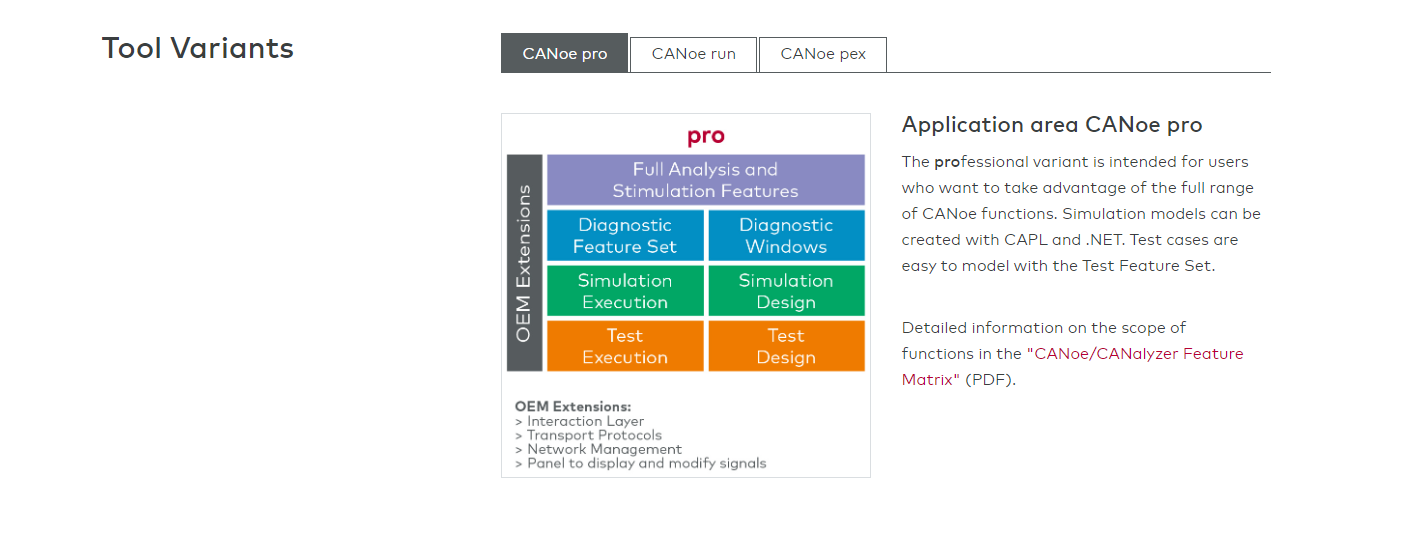 Tool Variants
CANoe pro
CANoe run
CANoe pex
pro
OEM Extensions
Full Analysis and
Stimulation Features
Diagnostic
Feature Set
Diagnostic
Windows
Simulation
Execution
Simulation
Design
Test
Execution
Test
Design
OEM Extensions:
> Interaction Layer
> Transport Protocols
> Network Management
> Panel to display and modify signals
Application area CANoe pro
The professional variant is intended for users
who want to take advantage of the full range
of CANoe functions. Simulation models can be
created with CAPL and .NET. Test cases are
easy to model with the Test Feature Set.
Detailed information on the scope of
functions in the "CANoe/CANalyzer Feature
Matrix" (PDF).